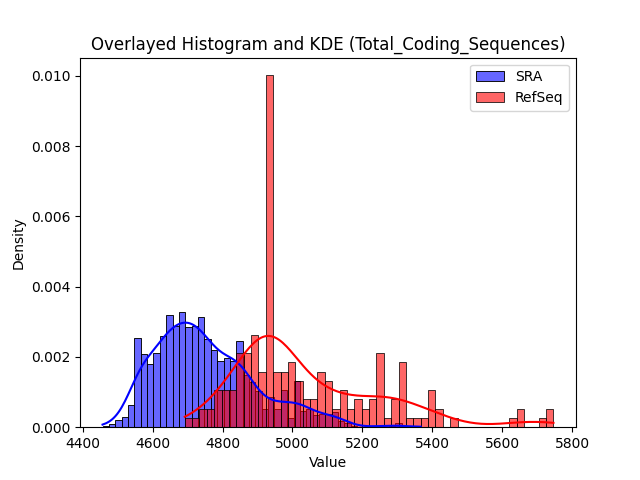 Overlayed Histogram and KDE (Total_Coding_Sequences)
SRA
RefSeq
0.010
0.008
0.006
0.004
0.002
0.000
Density
4400 4600 4800 5000 5200 5400 5600 5800
Value